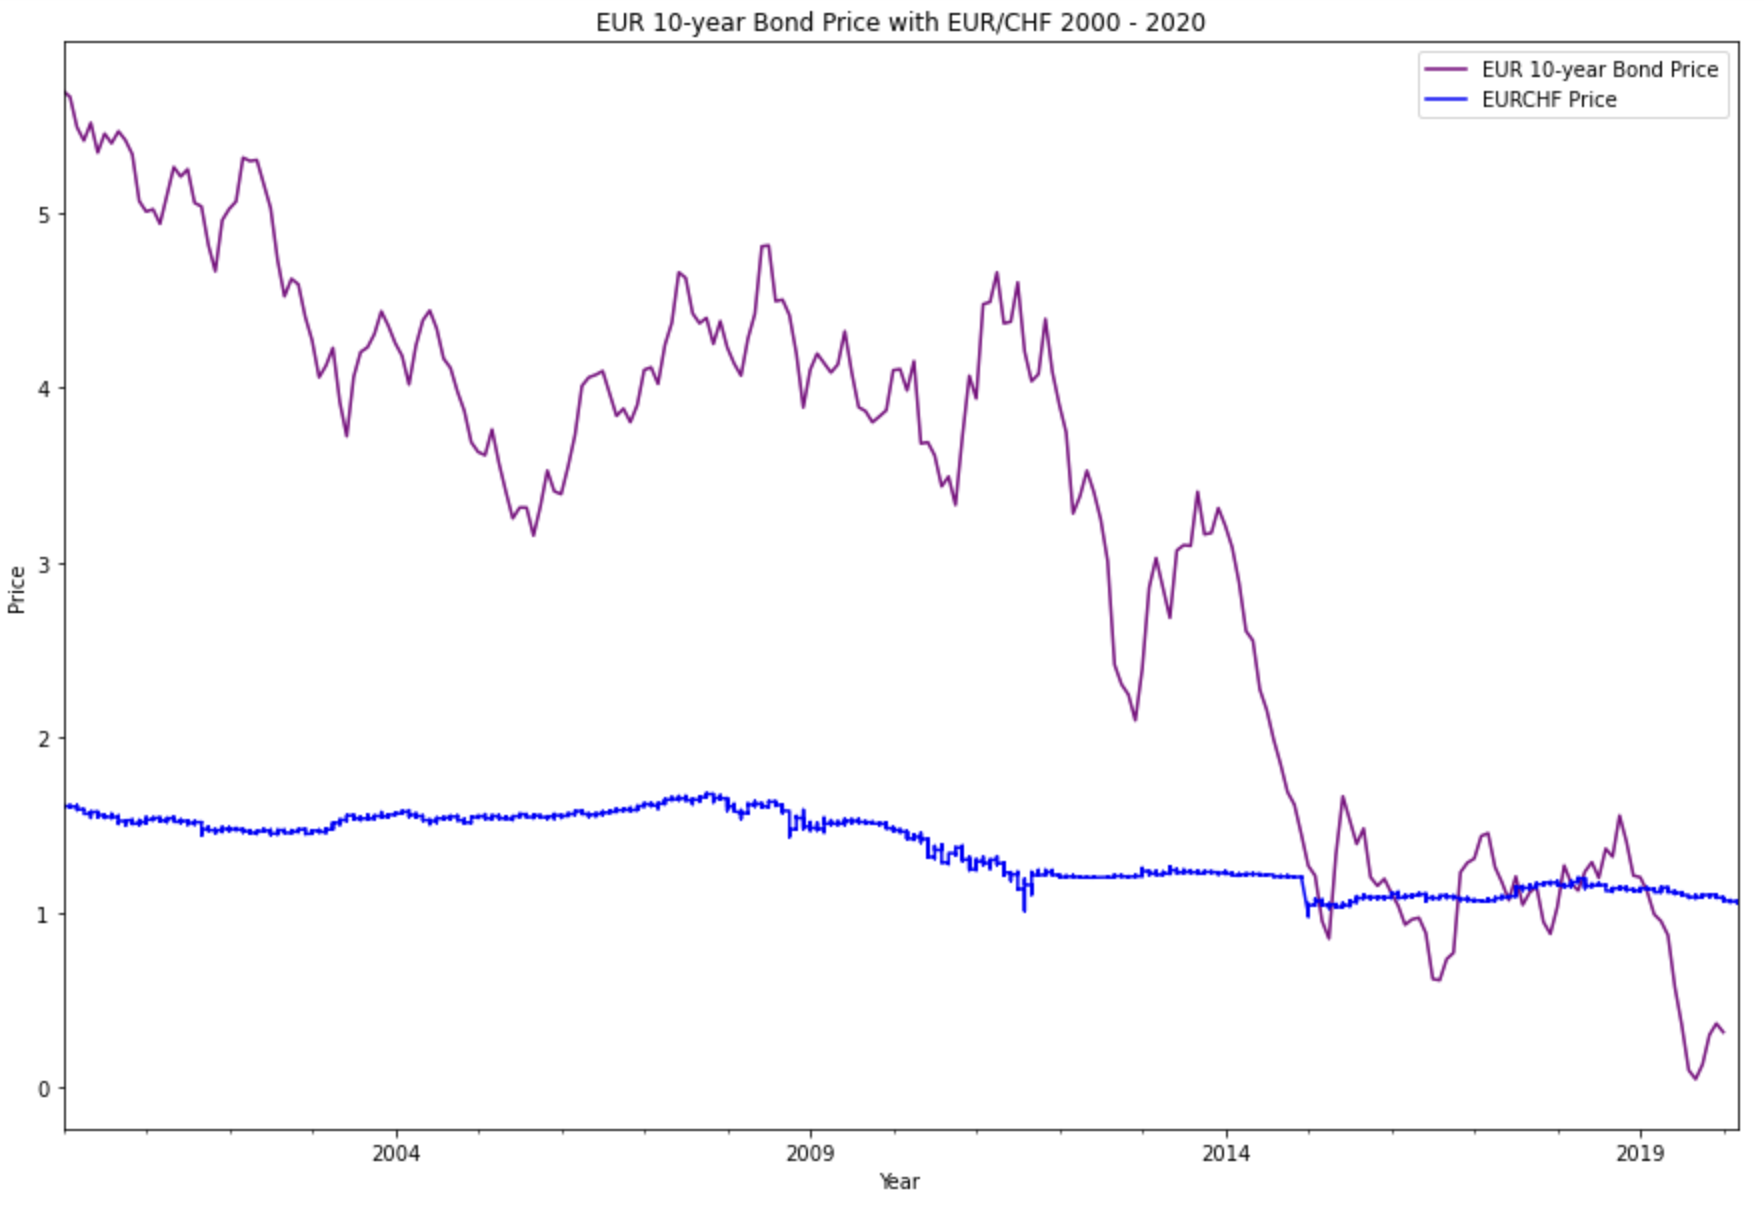 EUR 10-year Bond Price with EUR/CHF 2000 - 2020
EUR 10-year Bond Price
EURCHF Price
5
4
3
2
1
0
Price
2004
2009
2014
2019
Year